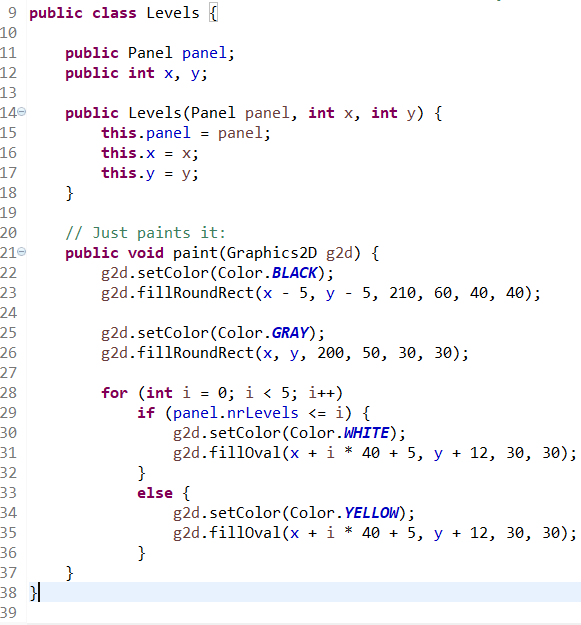 9 public class Levels {
10
11     public Panel panel;
12     public int x, y;
13
14     public Levels(Panel panel, int x, int y) {
15         this.panel = panel;
16         this.x = x;
17         this.y = y;
18     }
19
20     // Just paints it:
21     public void paint(Graphics2D g2d) {
22         g2d.setColor(Color.BLACK);
23         g2d.fillRoundRect(x - 5, y - 5, 210, 60, 40, 40);
24
25         g2d.setColor(Color.GRAY);
26         g2d.fillRoundRect(x, y, 200, 50, 30, 30);
27
28         for (int i = 0; i < 5; i++)
29             if (panel.nrLevels <= i) {
30                 g2d.setColor(Color.WHITE);
31                 g2d.fillOval(x + i * 40 + 5, y + 12, 30, 30);
32             }
33             else {
34                 g2d.setColor(Color.YELLOW);
35                 g2d.fillOval(x + i * 40 + 5, y + 12, 30, 30);
36             }
37     }
38 }
39